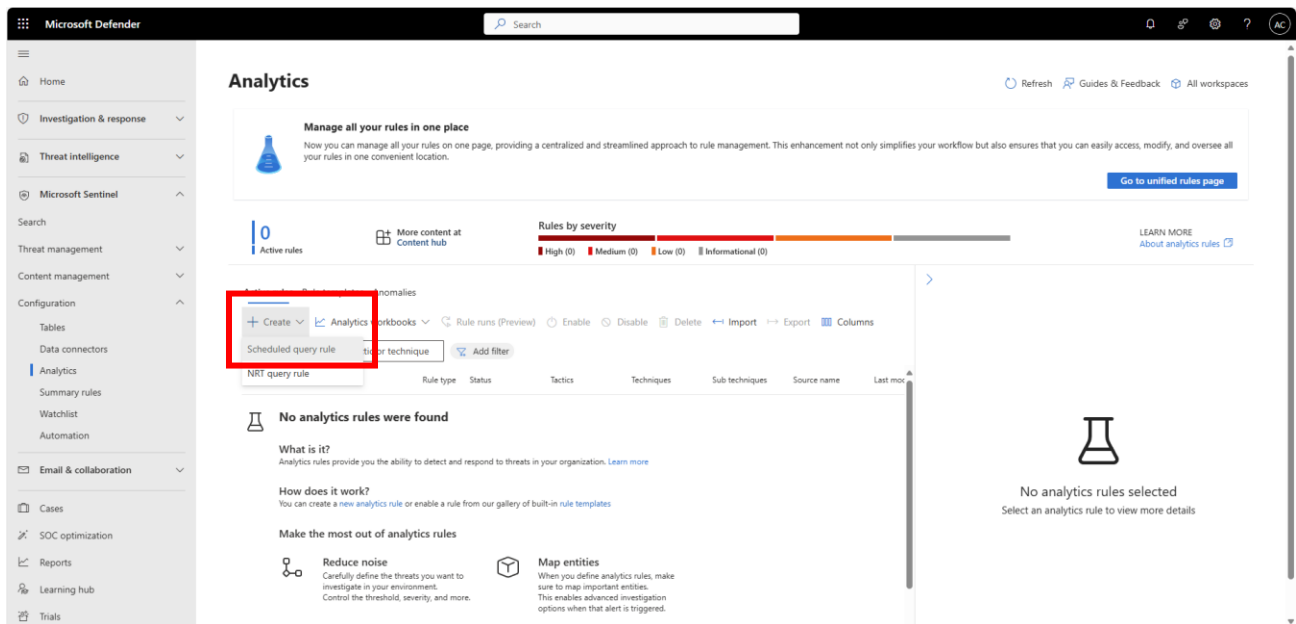 Microsoft Defender
Search
AC
Home
Investigation & response
Threat intelligence
Microsoft Sentinel
Search
Threat management
Content management
Configuration
Tables
Data connectors
Analytics
Summary rules
Watchlist
Automation
Email & collaboration
Cases
SOC optimization
Reports
Learning hub
Trials
Analytics
Refresh
Guides & Feedback
All workspaces
Manage all your rules in one place
Now you can manage all your rules on one page, providing a centralized and streamlined approach to rule management. This enhancement not only simplifies your workflow but also ensures that you can easily access, modify, and oversee all
your rules in one convenient location.
Go to unified rules page
0
Active rules
More content at
Content hub
Rules by severity
High (0) Medium (0) Low (0) Informational (0)
LEARN MORE
About analytics rules
Anomalies
Create Analytics workbooks Rule runs (Preview) Enable Disable Delete Import Export Columns
Scheduled query rule
or technique
Add filter
NRT query rule
Rule type Status Tactics Techniques Sub techniques Source name Last mod
No analytics rules were found
What is it?
Analytics rules provide you the ability to detect and respond to threats in your organization. Learn more
How does it work?
You can create a new analytics rule or enable a rule from our gallery of built-in rule templates
Make the most out of analytics rules
Reduce noise
Carefully define the threats you want to
investigate in your environment.
Control the threshold, severity, and more.
Map entities
When you define analytics rules, make
sure to map important entities.
This enables advanced investigation
options when that alert is triggered.
No analytics rules selected
Select an analytics rule to view more details